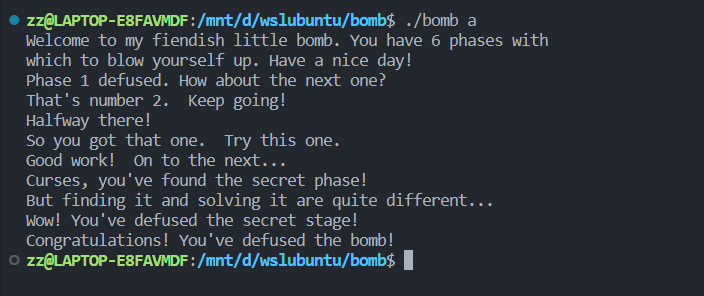 zz@LAPTOP-E8FAVMDF:/mnt/d/wslubuntu/bomb$ ./bomb a
Welcome to my fiendish little bomb. You have 6 phases with
which to blow yourself up. Have a nice day!
Phase 1 defused. How about the next one?
That's number 2.  Keep going!
Halfway there!
So you got that one.  Try this one.
Good work!  On to the next...
Curses, you've found the secret phase!
But finding it and solving it are quite different...
Wow! You've defused the secret stage!
Congratulations! You've defused the bomb!
zz@LAPTOP-E8FAVMDF:/mnt/d/wslubuntu/bomb$